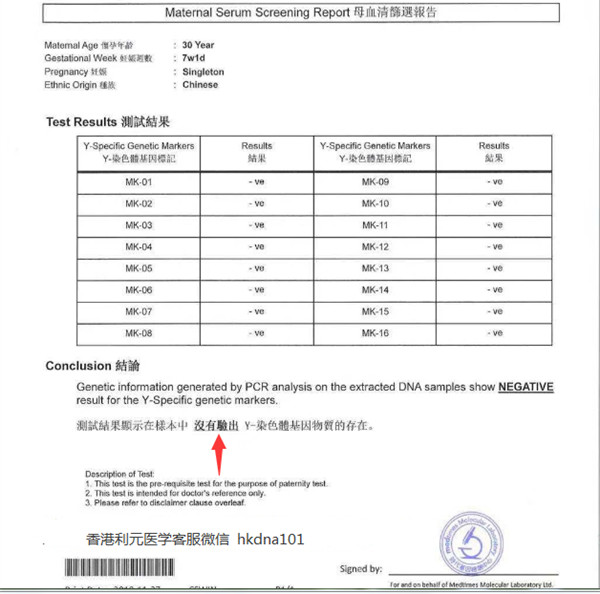 Maternal Serum Screening Report 母血清篩選報告
Maternal Age 懷孕年齡 : 30 Year
Gestational Week 妊娠週數 : 7w1d
Pregnancy 妊娠 : Singleton
Ethnic Origin 種族 : Chinese
Test Results 測試結果
Y-Specific Genetic Markers Results Y-Specific Genetic Markers Results
Y-染色體基因標記 結果 Y-染色體基因標記 結果
MK-01 - ve MK-09 - ve
MK-02 - ve MK-10 - ve
MK-03 - ve MK-11 - ve
MK-04 - ve MK-12 - ve
MK-05 - ve MK-13 - ve
MK-06 - ve MK-14 - ve
MK-07 - ve MK-15 - ve
MK-08 - ve MK-16 - ve
Conclusion 結論
Genetic information generated by PCR analysis on the extracted DNA samples show NEGATIVE
result for the Y-Specific genetic markers.
測試結果顯示在樣本中 沒有驗出 Y-染色體基因物質的存在。
Description of Test:
1. This test is the pre-requisite test for the purpose of paternity test.
2. This test is intended for doctor's reference only.
3. Please refer to disclaimer clause overleaf.
香港利元医学客服微信 hkdna101
Signed by:
For and on behalf of Medtimes Molecular Laboratory Ltd.